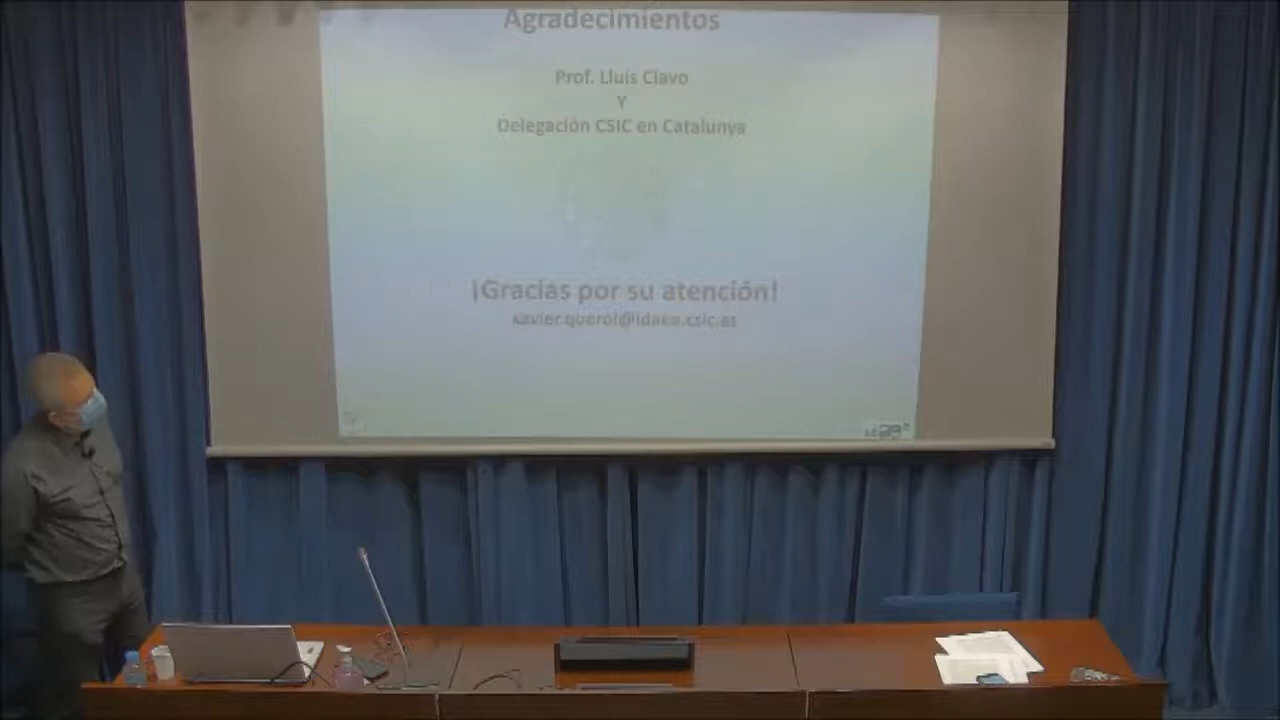 Agradecimientos
Prof. Lluís Clavo
Y
Delegación CSIC en Catalunya
¡Gracias por su atención!
xavier.querol@idaea.csic.es